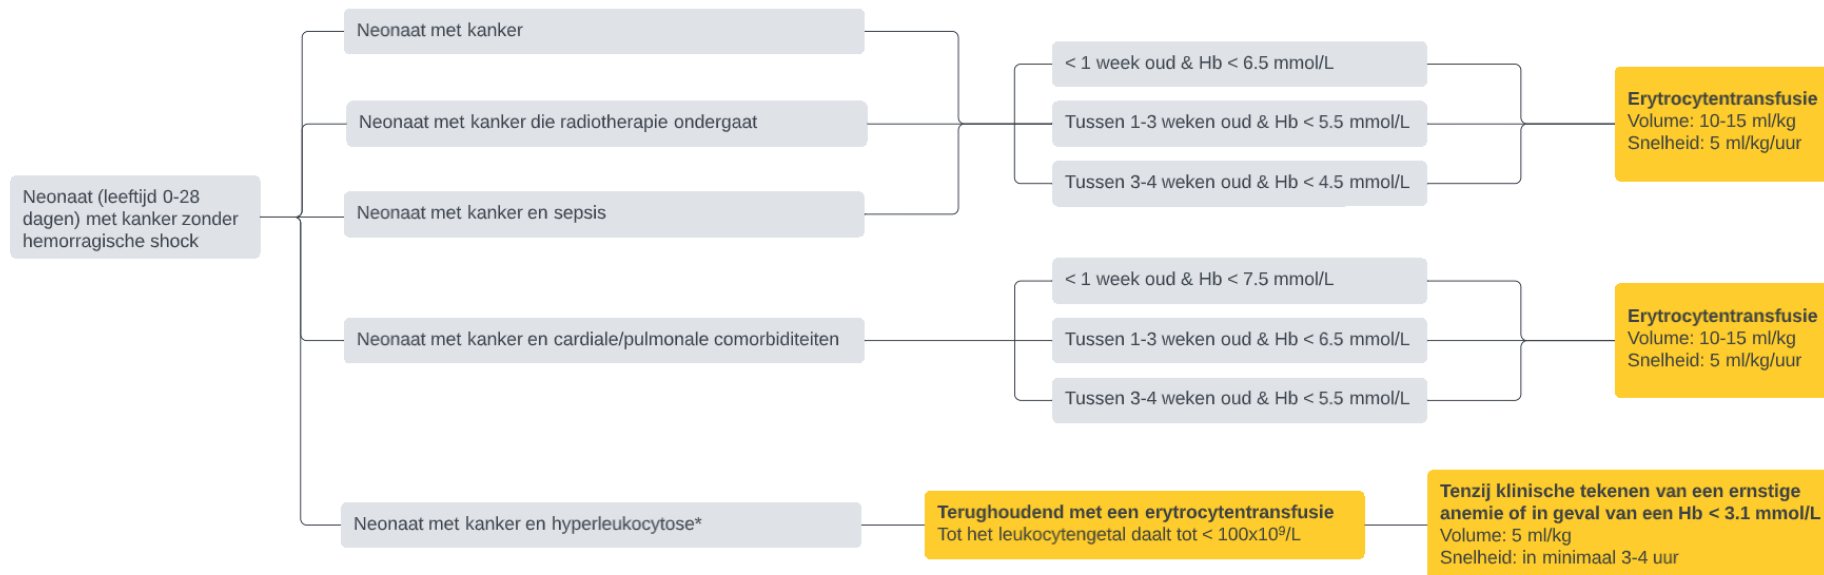 Neonaat (leeftijd 0-28
dagen) met kanker zonder
hemorragische shock
Neonaat met kanker
Neonaat met kanker die radiotherapie ondergaat
Neonaat met kanker en sepsis
< 1 week oud & Hb < 6.5 mmol/L
Tussen 1-3 weken oud & Hb < 5.5 mmol/L
Tussen 3-4 weken oud & Hb < 4.5 mmol/L
Erytrocytentransfusie
Volume: 10-15 ml/kg
Snelheid: 5 ml/kg/uur
Neonaat met kanker en cardiale/pulmonale comorbiditeiten
< 1 week oud & Hb < 7.5 mmol/L
Tussen 1-3 weken oud & Hb < 6.5 mmol/L
Tussen 3-4 weken oud & Hb < 5.5 mmol/L
Erytrocytentransfusie
Volume: 10-15 ml/kg
Snelheid: 5 ml/kg/uur
Neonaat met kanker en hyperleukocytose*
Terughoudend met een erytrocytentransfusie
Tot het leukocytengetal daalt tot < 100x10⁹/L
Tenzij klinische tekenen van een ernstige
anemie of in geval van een Hb < 3.1 mmol/L
Volume: 5 ml/kg
Snelheid: in minimaal 3-4 uur